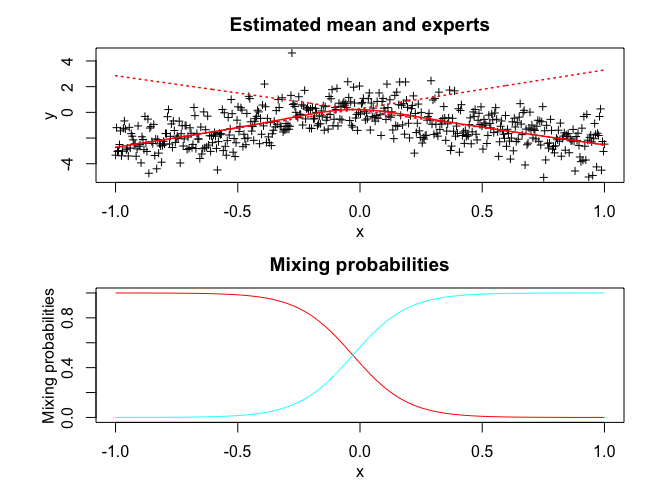 Estimated mean and experts
y
4
2
0
-4
-1.0 -0.5 0.0 0.5 1.0
x
Mixing probabilities
Mixing probabilities
0.8
0.4
0.0
-1.0 -0.5 0.0 0.5 1.0
x